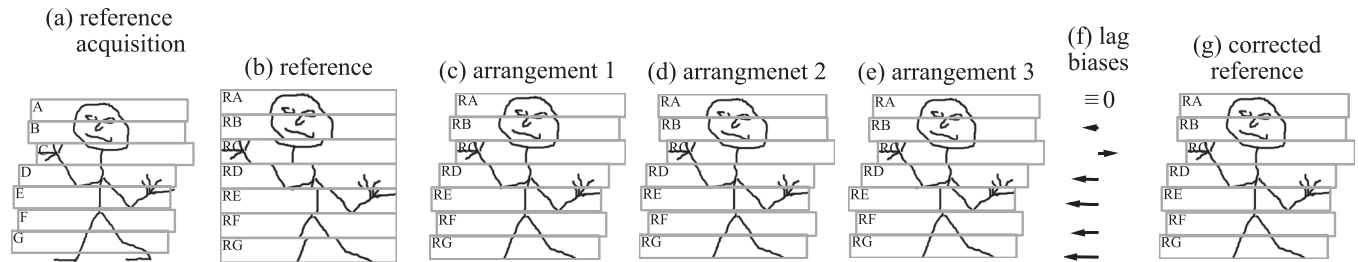 (a) reference
acquisition
(b) reference
(c) arrangement 1
(d) arrangmenet 2
(e) arrangement 3
(f) lag
biases
(g) corrected
reference
A
B
C
D
E
F
G
RA
RB
RC
RD
RE
RF
RG
RA
RB
RC
RD
RE
RF
RG
RA
RB
RC
RD
RE
RF
RG
RA
RB
RC
RD
RE
RF
RG
≡ 0
RA
RB
RC
RD
RE
RF
RG